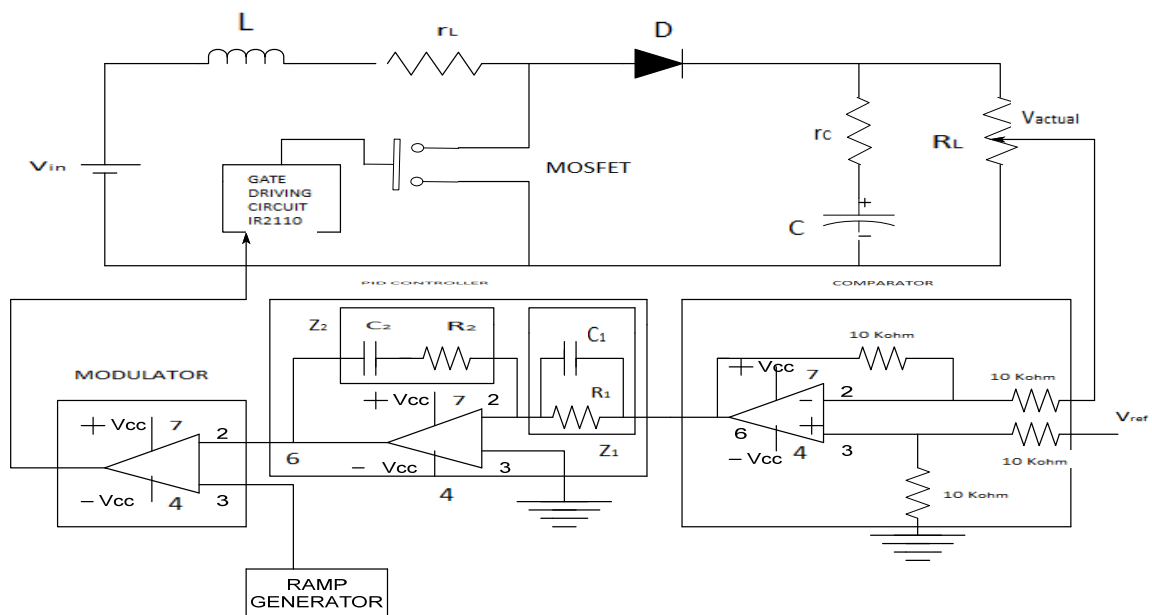 L
rL
D
Vin
GATE
DRIVING
CIRCUIT
IR2110
MOSFET
rc
+
C
−
RL
Vactual
PID CONTROLLER
COMPARATOR
Z2
C2
R2
C1
R1
Z1
+ Vcc
7
2
6
− Vcc
4
3
10 Kohm
10 Kohm
+ Vcc
7
−
2
+
6
− Vcc
4
3
10 Kohm
Vref
10 Kohm
MODULATOR
+ Vcc
7
2
− Vcc
4
3
RAMP
GENERATOR